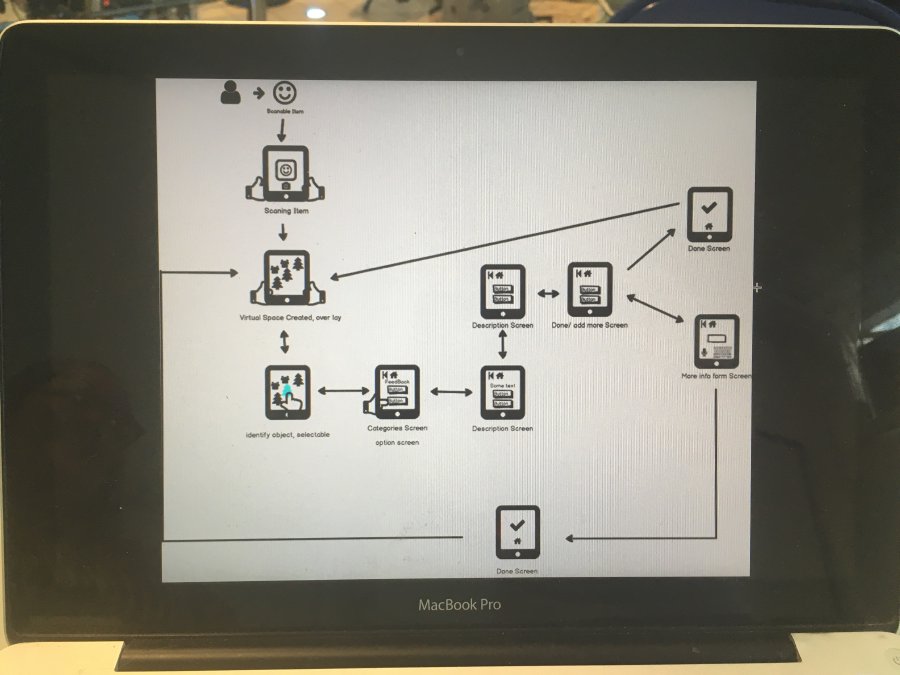 Scanable Item
Scaning Item
Virtual Space Created, over lay
identify object, selectable
FeedBack
Button
Button
Categories Screen
option screen
Some text
Button
Button
Description Screen
Button
Button
Description Screen
Button
Button
Done/ add more Screen
Done Screen
More info form Screen
Done Screen
MacBook Pro